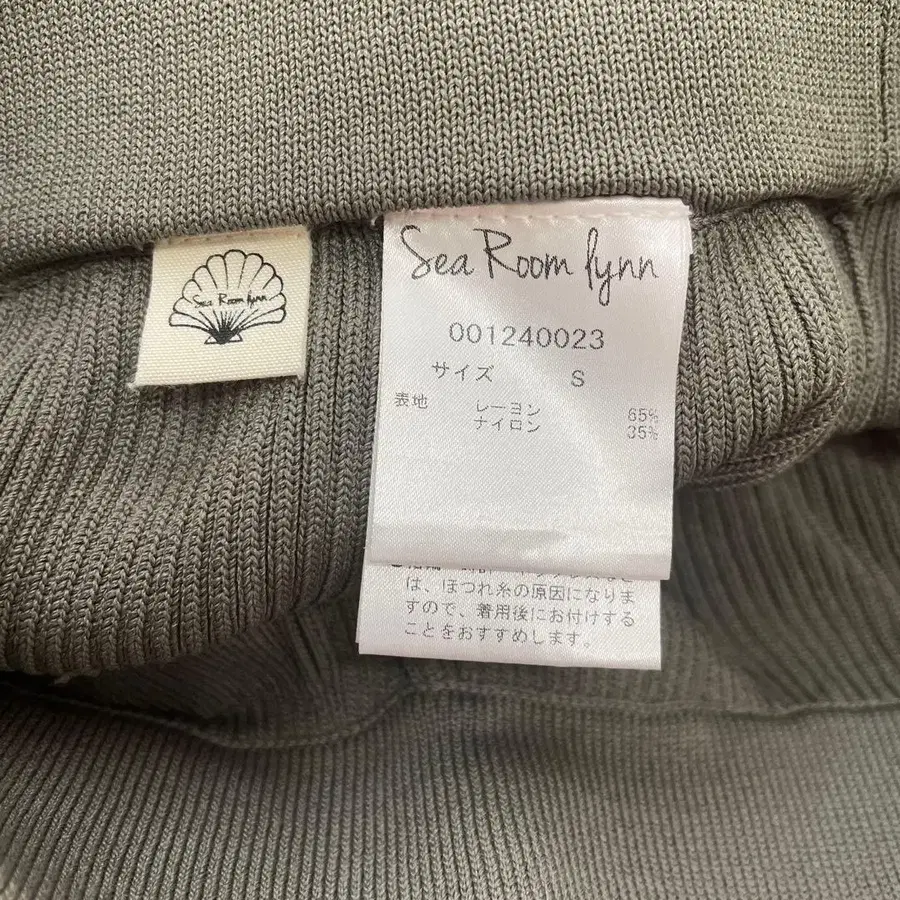 Sea Room lynn
Sea Room lynn
001240023
サイズ S
表地 レーヨン 65%
ナイロン 35%
は、ほつれ糸の原因になりま
すので、着用後にお付けする
ことをおすすめします。